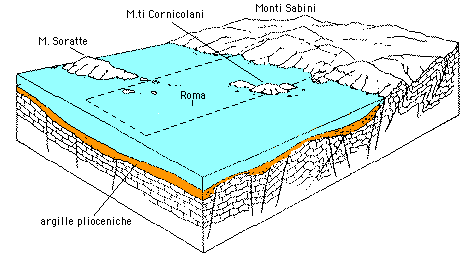 Monti Sabini
M.ti Cornicolani
M. Soratte
Roma
argille plioceniche